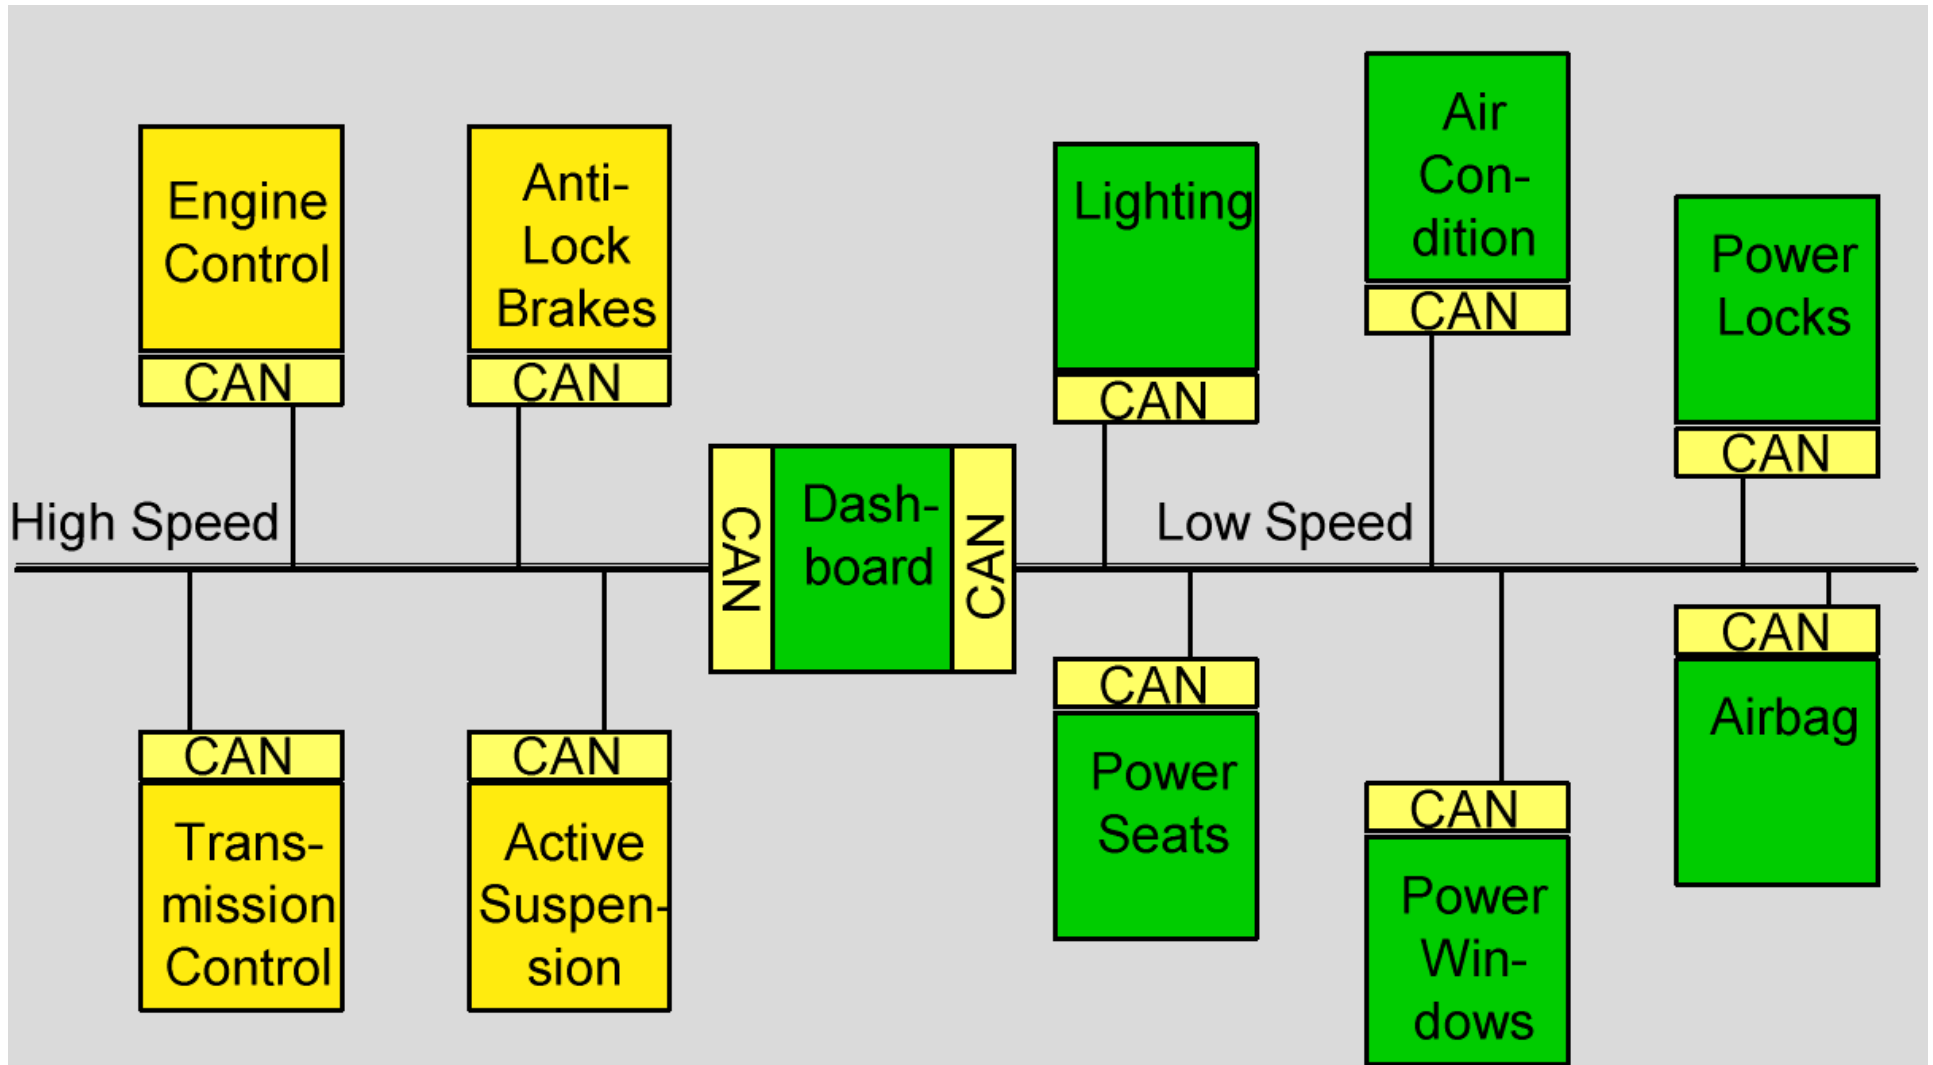 Engine
Control
CAN
Anti-
Lock
Brakes
CAN
Lighting
CAN
Air
Con-
dition
CAN
Power
Locks
CAN
High Speed
CAN
Dash-
board
CAN
Low Speed
CAN
Trans-
mission
Control
CAN
Active
Suspen-
sion
CAN
Power
Seats
CAN
Power
Win-
dows
CAN
Airbag